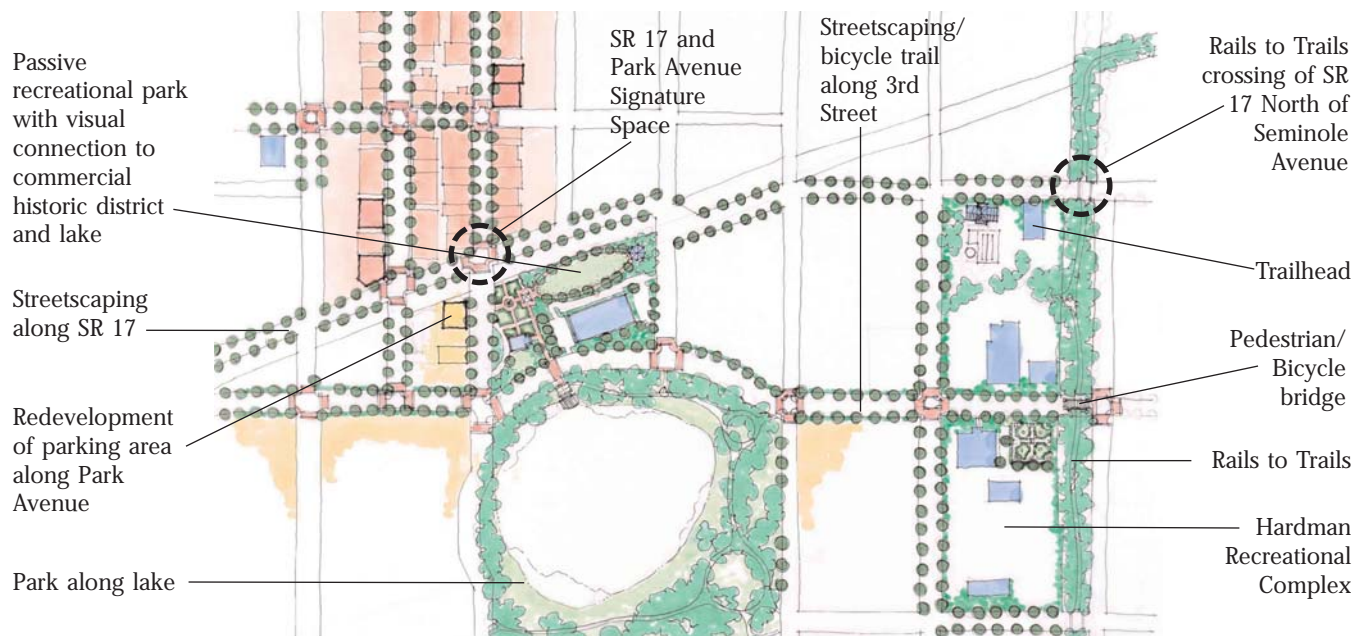 Passive
recreational park
with visual
connection to
commercial
historic district
and lake
Streetscaping
along SR 17
Redevelopment
of parking area
along Park
Avenue
Park along lake
SR 17 and
Park Avenue
Signature
Space
Streetscaping/
bicycle trail
along 3rd
Street
Rails to Trails
crossing of SR
17 North of
Seminole
Avenue
Trailhead
Pedestrian/
Bicycle
bridge
Rails to Trails
Hardman
Recreational
Complex